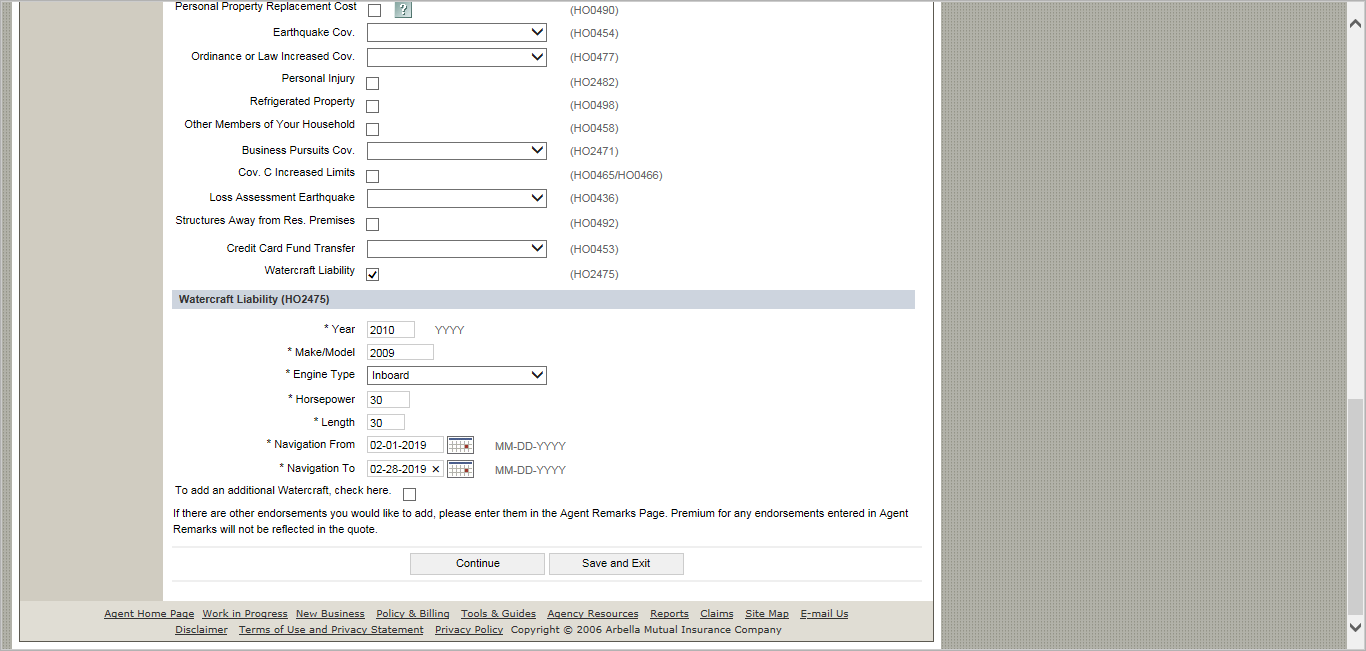 Personal Property Replacement Cost ? (HO0490)
Earthquake Cov. (HO0454)
Ordinance or Law Increased Cov. (HO0477)
Personal Injury (HO2482)
Refrigerated Property (HO0498)
Other Members of Your Household (HO0458)
Business Pursuits Cov. (HO2471)
Cov. C Increased Limits (HO0465/HO0466)
Loss Assessment Earthquake (HO0436)
Structures Away from Res. Premises (HO0492)
Credit Card Fund Transfer (HO0453)
Watercraft Liability (HO2475)
Watercraft Liability (HO2475)
* Year 2010 YYYY
* Make/Model 2009
* Engine Type Inboard
* Horsepower 30
* Length 30
* Navigation From 02-01-2019 MM-DD-YYYY
* Navigation To 02-28-2019 × MM-DD-YYYY
To add an additional Watercraft, check here.
If there are other endorsements you would like to add, please enter them in the Agent Remarks Page. Premium for any endorsements entered in Agent
Remarks will not be reflected in the quote.
Continue Save and Exit
Agent Home Page Work in Progress New Business Policy & Billing Tools & Guides Agency Resources Reports Claims Site Map E-mail Us
Disclaimer Terms of Use and Privacy Statement Privacy Policy Copyright © 2006 Arbella Mutual Insurance Company